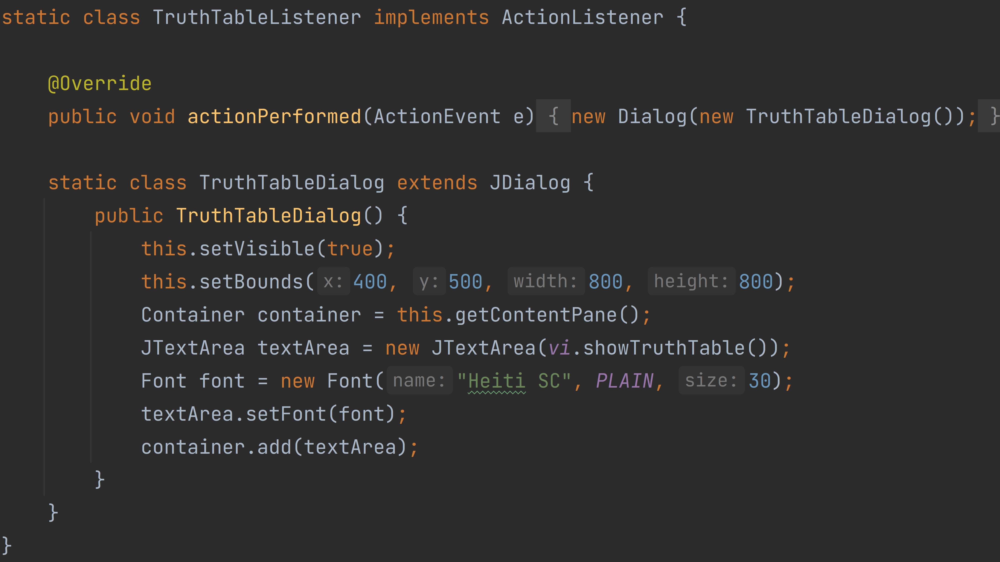 static class TruthTableListener implements ActionListener {
@Override
public void actionPerformed(ActionEvent e) { new Dialog(new TruthTableDialog()); }
static class TruthTableDialog extends JDialog {
public TruthTableDialog() {
this.setVisible(true);
this.setBounds( x: 400, y: 500, width: 800, height: 800);
Container container = this.getContentPane();
JTextArea textArea = new JTextArea(vi.showTruthTable());
Font font = new Font( name: "Heiti SC", PLAIN, size: 30);
textArea.setFont(font);
container.add(textArea);
}
}
}